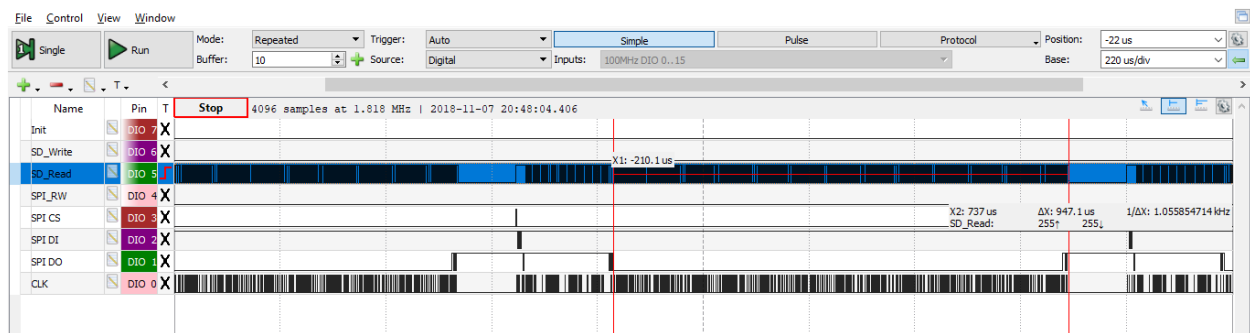 File Control View Window
Single Run Mode: Repeated Trigger: Auto Simple Pulse Protocol Position: -22 us
Buffer: 10 Source: Digital Inputs: 100MHz DIO 0..15 Base: 220 us/div
T
Name Pin T Stop 4096 samples at 1.818 MHz | 2018-11-07 20:48:04.406
Init DIO 7 X
SD_Write DIO 6 X
X1: -210.1 us
SD_Read DIO 5
SPI_RW DIO 4 X
SPI CS DIO 3 X X2: 737 us ΔX: 947.1 us 1/ΔX: 1.055854714 kHz
SD_Read: 255↑ 255↓
SPI DI DIO 2 X
SPI DO DIO 1 X
CLK DIO 0 X